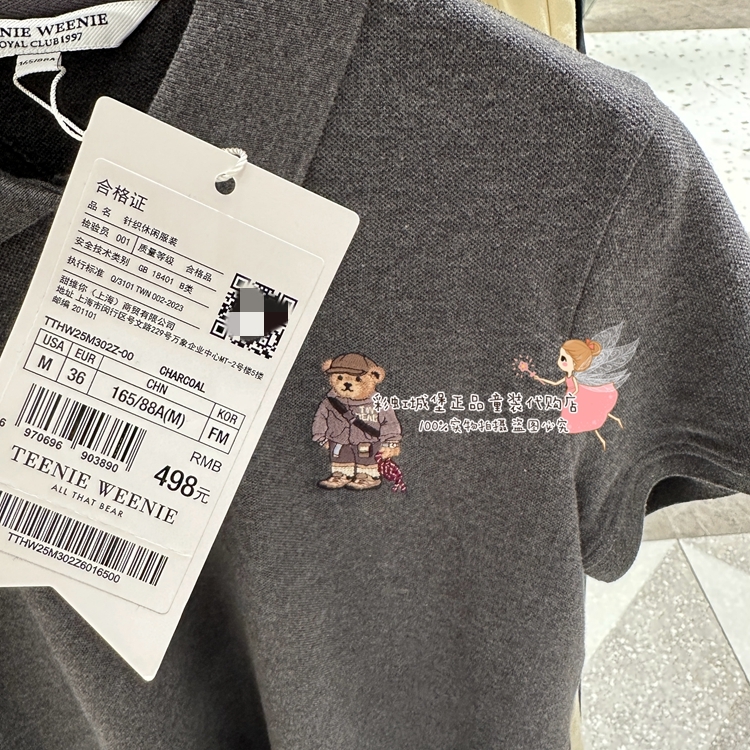 NIE WEENIE
OYAL CLUB1997
165/88A
合格证
品 名 针织休闲服装
检验员 001 质量等级 合格品
安全技术类别 GB 18401 B类
执行标准 Q/3101 TWN 002-2023
甜维你（上海）商贸有限公司
地址 上海市闵行区号文路229号万象企业中心MT-2号楼5楼
邮编 201101
TTHW25M302Z-00
CHARCOAL
USA EUR CHN KOR
M 36 165/88A(M) FM
6 970696 903890
RMB
498元
TEENIE WEENIE
ALL THAT BEAR
TTHW25M302Z6016500
彩虹城堡正品童装代购店
100%实物拍摄 盗图必究